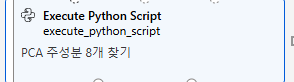 Execute Python Script
execute_python_script
PCA 주성분 8개 찾기